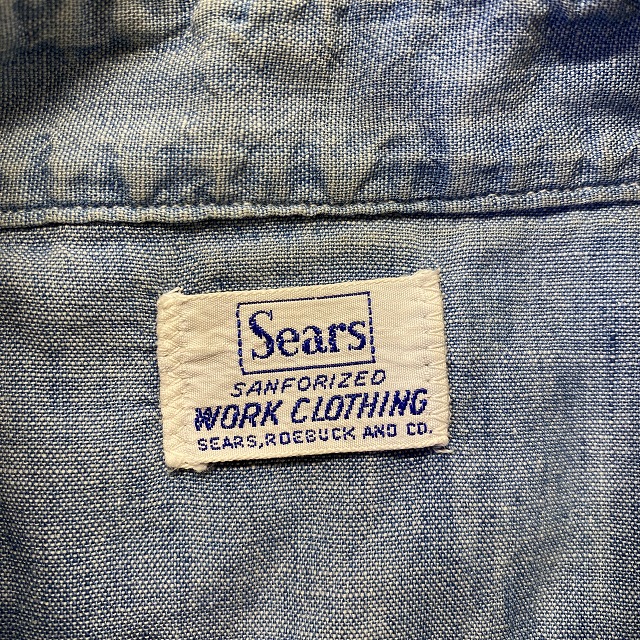 Sears
SANFORIZED
WORK CLOTHING
SEARS, ROEBUCK AND CO.